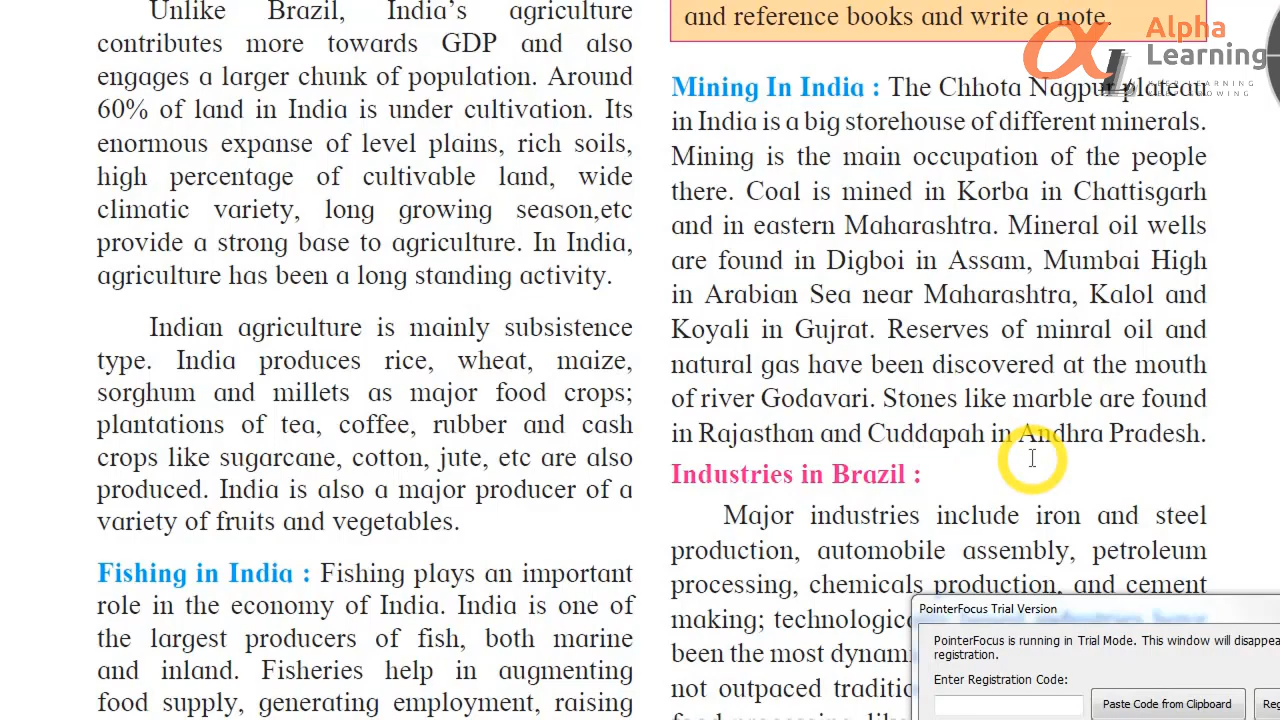 Unlike Brazil, India's agriculture
contributes more towards GDP and also
engages a larger chunk of population. Around
60% of land in India is under cultivation. Its
enormous expanse of level plains, rich soils,
high percentage of cultivable land, wide
climatic variety, long growing season,etc
provide a strong base to agriculture. In India,
agriculture has been a long standing activity.
Indian agriculture is mainly subsistence
type. India produces rice, wheat, maize,
sorghum and millets as major food crops;
plantations of tea, coffee, rubber and cash
crops like sugarcane, cotton, jute, etc are also
produced. India is also a major producer of a
variety of fruits and vegetables.
Fishing in India : Fishing plays an important
role in the economy of India. India is one of
the largest producers of fish, both marine
and inland. Fisheries help in augmenting
food supply, generating employment, raising
and reference books and write a note.
Mining In India : The Chhota Nagpur plateau
in India is a big storehouse of different minerals.
Mining is the main occupation of the people
there. Coal is mined in Korba in Chattisgarh
and in eastern Maharashtra. Mineral oil wells
are found in Digboi in Assam, Mumbai High
in Arabian Sea near Maharashtra, Kalol and
Koyali in Gujrat. Reserves of minral oil and
natural gas have been discovered at the mouth
of river Godavari. Stones like marble are found
in Rajasthan and Cuddapah in Andhra Pradesh.
Industries in Brazil :
Major industries include iron and steel
production, automobile assembly, petroleum
processing, chemicals production, and cement
making;
been the most
not outpaced
Alpha
Learning
PointerFocus Trial Version
PointerFocus is running in Trial Mode. This window will
registration.
Enter Registration Code:
Paste Code from Clipboard